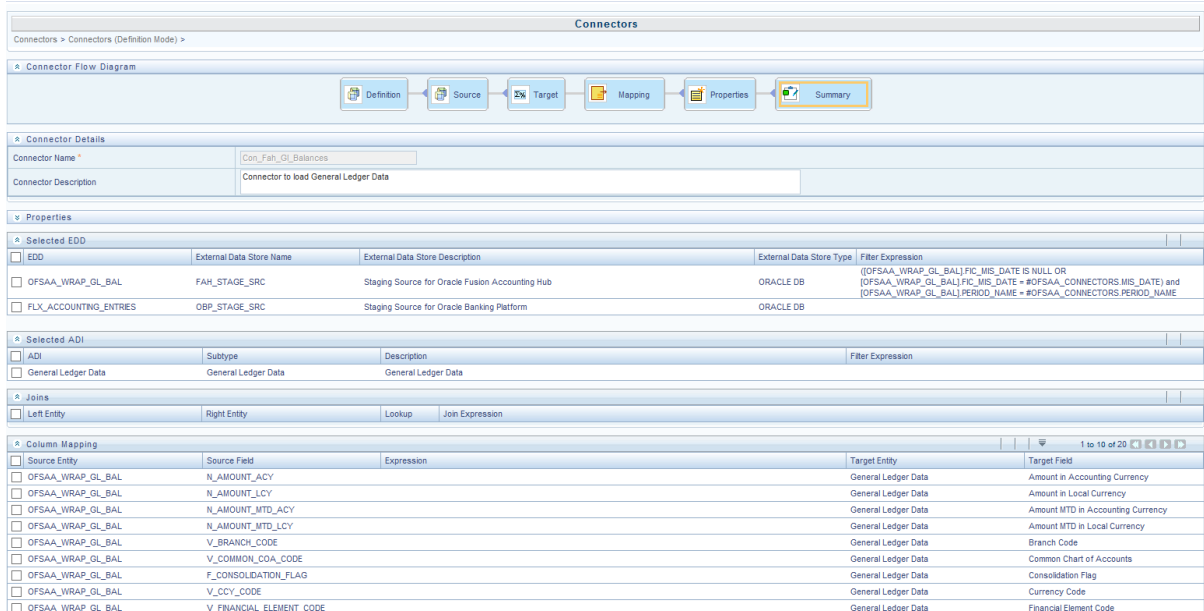 Connectors
Connectors > Connectors (Definition Mode) >
Connector Flow Diagram
Definition Source Target Mapping Properties Summary
Connector Details
Connector Name * Con_Fah_Gl_Balances
Connector Description Connector to load General Ledger Data
Properties
Selected EDD
EDD External Data Store Name External Data Store Description External Data Store Type Filter Expression
OFSAA_WRAP_GL_BAL FAH_STAGE_SRC Staging Source for Oracle Fusion Accounting Hub ORACLE DB ([OFSAA_WRAP_GL_BAL].FIC_MIS_DATE IS NULL OR
[OFSAA_WRAP_GL_BAL].FIC_MIS_DATE = #OFSAA_CONNECTORS.MIS_DATE) and
[OFSAA_WRAP_GL_BAL].PERIOD_NAME = #OFSAA_CONNECTORS.PERIOD_NAME
FLX_ACCOUNTING_ENTRIES OBP_STAGE_SRC Staging Source for Oracle Banking Platform ORACLE DB
Selected ADI
ADI Subtype Description Filter Expression
General Ledger Data General Ledger Data General Ledger Data
Joins
Left Entity Right Entity Lookup Join Expression
Column Mapping 1 to 10 of 20
Source Entity Source Field Expression Target Entity Target Field
OFSAA_WRAP_GL_BAL N_AMOUNT_ACY General Ledger Data Amount in Accounting Currency
OFSAA_WRAP_GL_BAL N_AMOUNT_LCY General Ledger Data Amount in Local Currency
OFSAA_WRAP_GL_BAL N_AMOUNT_MTD_ACY General Ledger Data Amount MTD in Accounting Currency
OFSAA_WRAP_GL_BAL N_AMOUNT_MTD_LCY General Ledger Data Amount MTD in Local Currency
OFSAA_WRAP_GL_BAL V_BRANCH_CODE General Ledger Data Branch Code
OFSAA_WRAP_GL_BAL V_COMMON_COA_CODE General Ledger Data Common Chart of Accounts
OFSAA_WRAP_GL_BAL F_CONSOLIDATION_FLAG General Ledger Data Consolidation Flag
OFSAA_WRAP_GL_BAL V_CCY_CODE General Ledger Data Currency Code
OFSAA_WRAP_GL_BAL V_FINANCIAL_ELEMENT_CODE General Ledger Data Financial Element Code